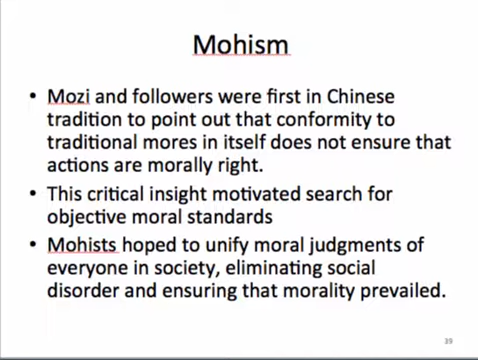 Mohism
• Mozi and followers were first in Chinese
tradition to point out that conformity to
traditional mores in itself does not ensure that
actions are morally right.
• This critical insight motivated search for
objective moral standards
• Mohists hoped to unify moral judgments of
everyone in society, eliminating social
disorder and ensuring that morality prevailed.
39